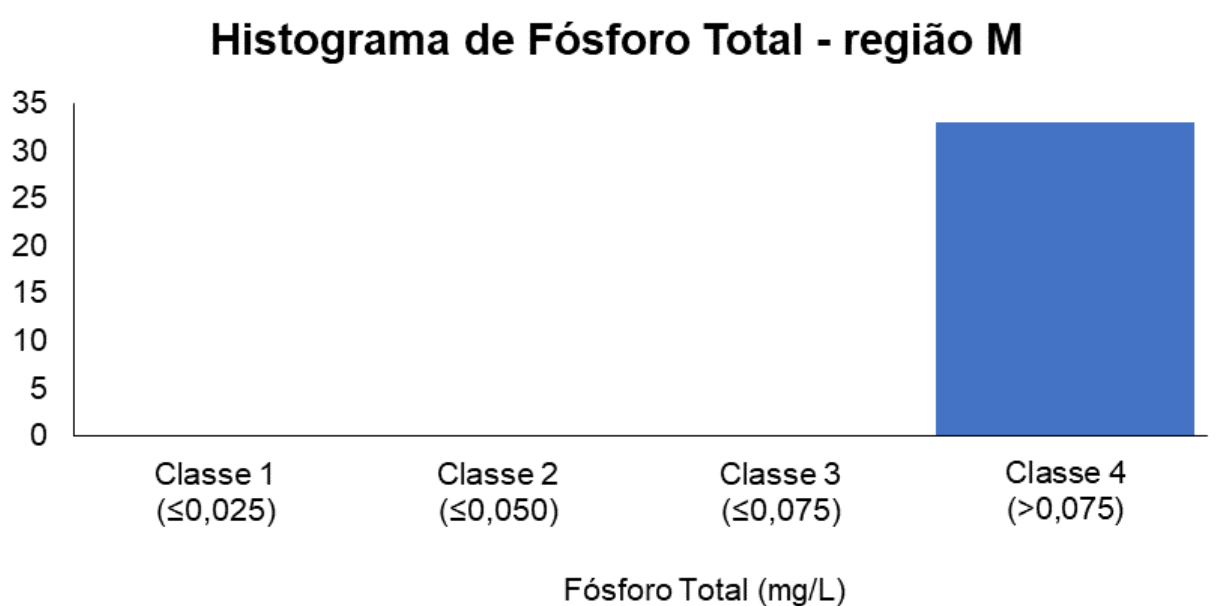 Histograma de Fósforo Total - região M
35
30
25
20
15
10
5
0
Classe 1
(≤0,025)
Classe 2
(≤0,050)
Classe 3
(≤0,075)
Classe 4
(>0,075)
Fósforo Total (mg/L)